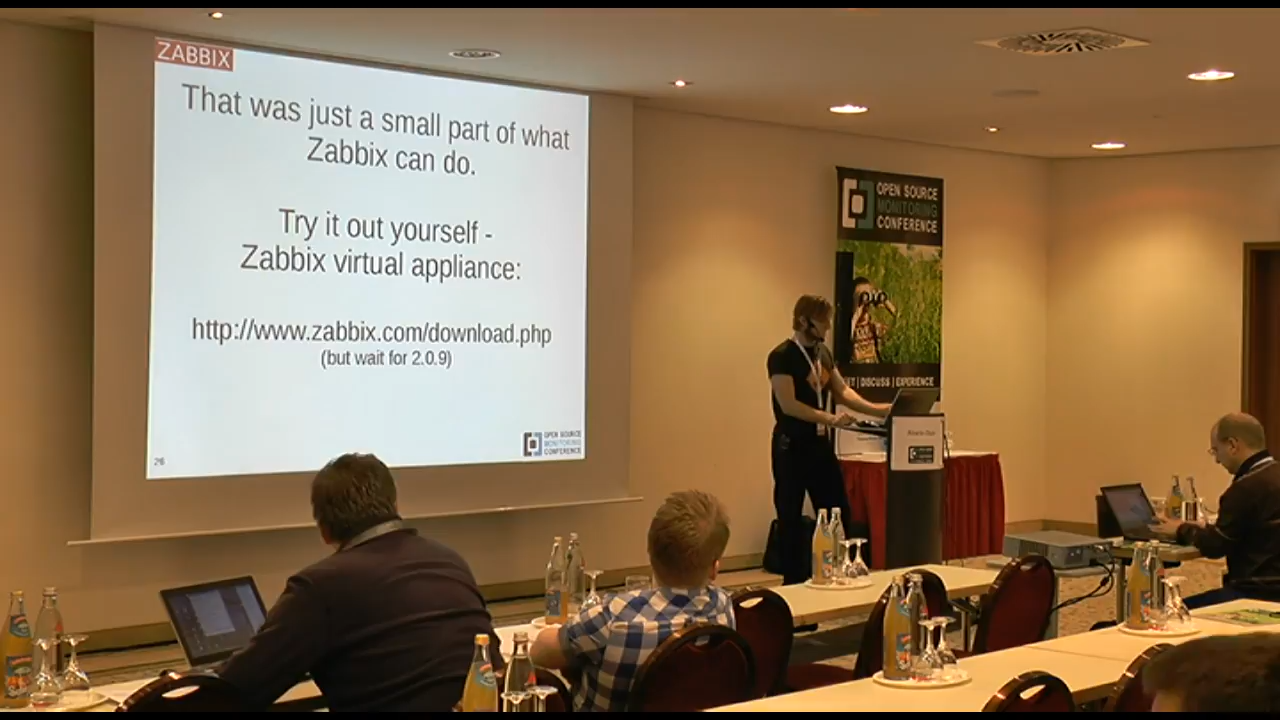 ZABBIX
That was just a small part of what
Zabbix can do.
Try it out yourself -
Zabbix virtual appliance:
http://www.zabbix.com/download.php
(but wait for 2.0.9)
26
OPEN SOURCE
MONITORING
CONFERENCE
OPEN SOURCE
MONITORING
CONFERENCE
| DISCUSS | EXPERIENCE